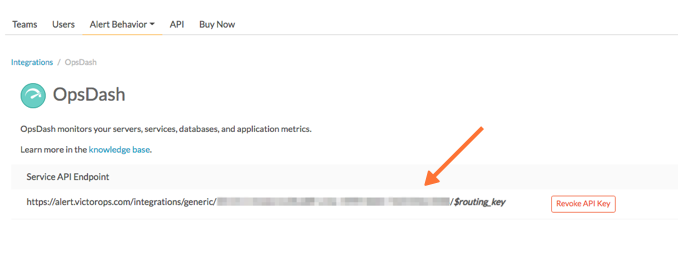 Teams Users Alert Behavior API Buy Now
Integrations / OpsDash
OpsDash
OpsDash monitors your servers, services, databases, and application metrics.
Learn more in the knowledge base.
Service API Endpoint
https://alert.victorops.com/integrations/generic/ /$routing_key Revoke API Key